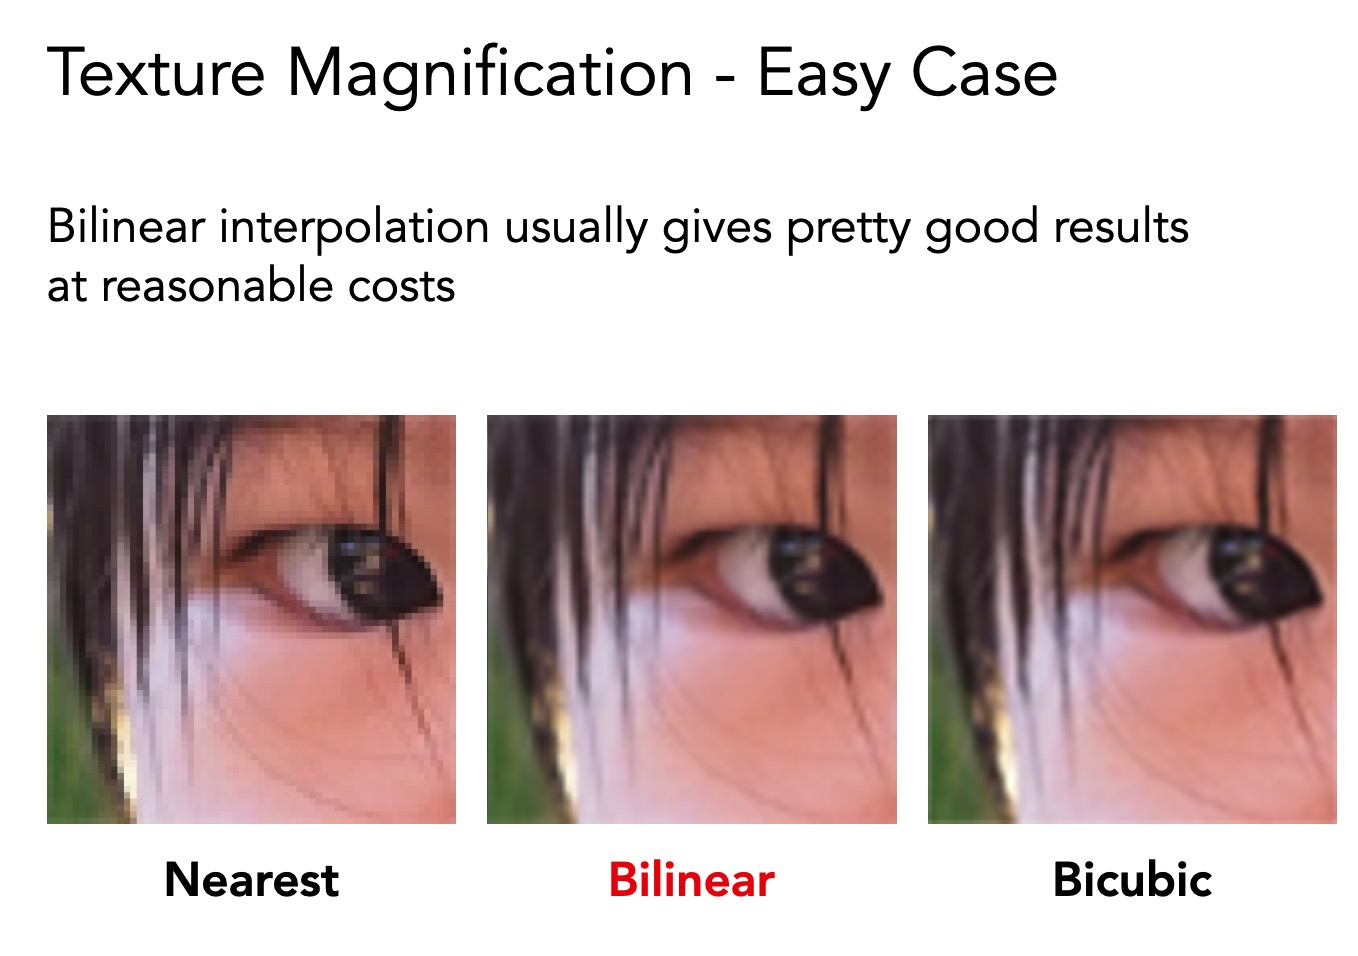 Texture Magnification - Easy Case
Bilinear interpolation usually gives pretty good results
at reasonable costs
Nearest
Bilinear
Bicubic